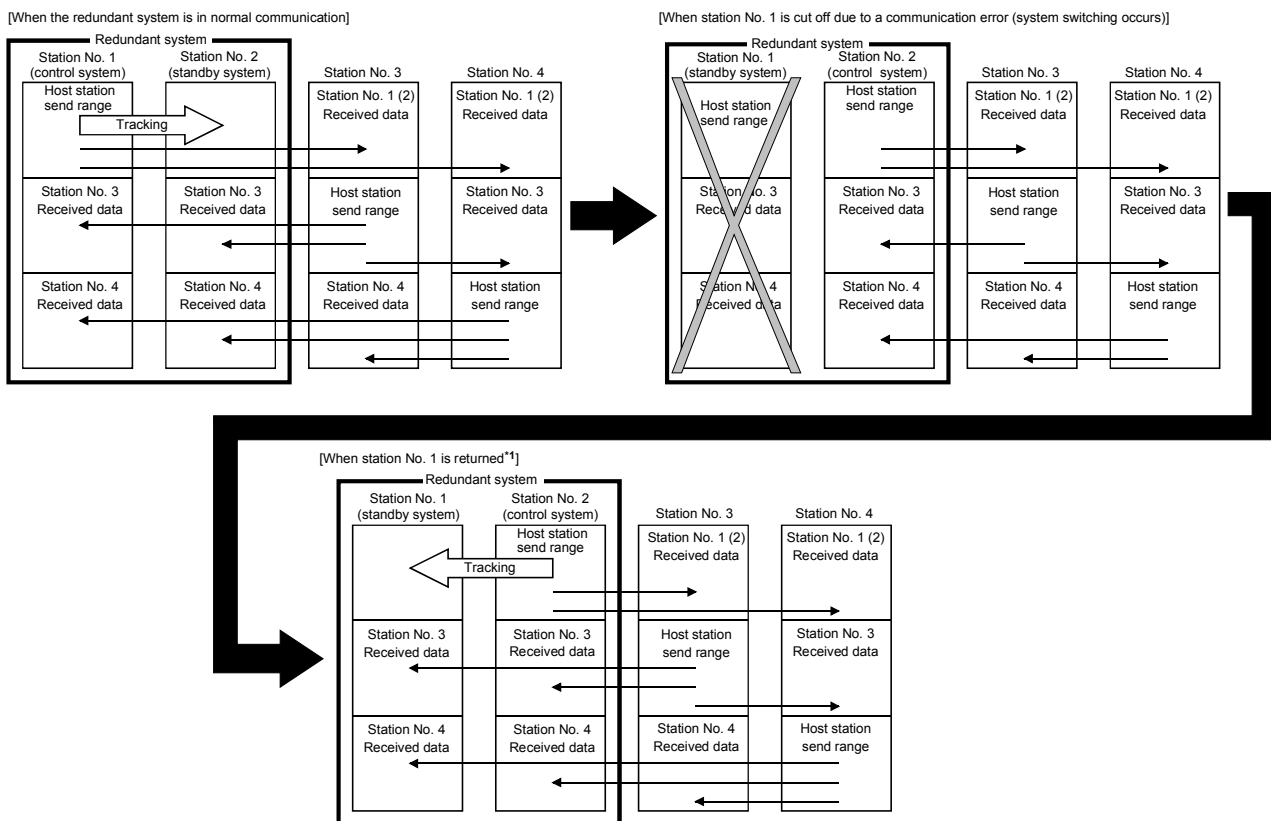 [When the redundant system is in normal communication]
Redundant system
Station No. 1
(control system)
Station No. 2
(standby system)
Station No. 3
Station No. 4
Host station
send range
Tracking
Station No. 1 (2)
Received data
Station No. 1 (2)
Received data
Station No. 3
Received data
Station No. 3
Received data
Host station
send range
Station No. 3
Received data
Station No. 4
Received data
Station No. 4
Received data
Station No. 4
Received data
Host station
send range
[When station No. 1 is cut off due to a communication error (system switching occurs)]
Redundant system
Station No. 1
(standby system)
Station No. 2
(control system)
Station No. 3
Station No. 4
Host station
send range
Host station
send range
Station No. 1 (2)
Received data
Station No. 1 (2)
Received data
Station No. 3
Received data
Station No. 3
Received data
Host station
send range
Station No. 3
Received data
Station No. 4
Received data
Station No. 4
Received data
Station No. 4
Received data
Host station
send range
[When station No. 1 is returned*1]
Redundant system
Station No. 1
(standby system)
Station No. 2
(control system)
Station No. 3
Station No. 4
Host station
send range
Tracking
Station No. 1 (2)
Received data
Station No. 1 (2)
Received data
Station No. 3
Received data
Station No. 3
Received data
Host station
send range
Station No. 3
Received data
Station No. 4
Received data
Station No. 4
Received data
Station No. 4
Received data
Host station
send range